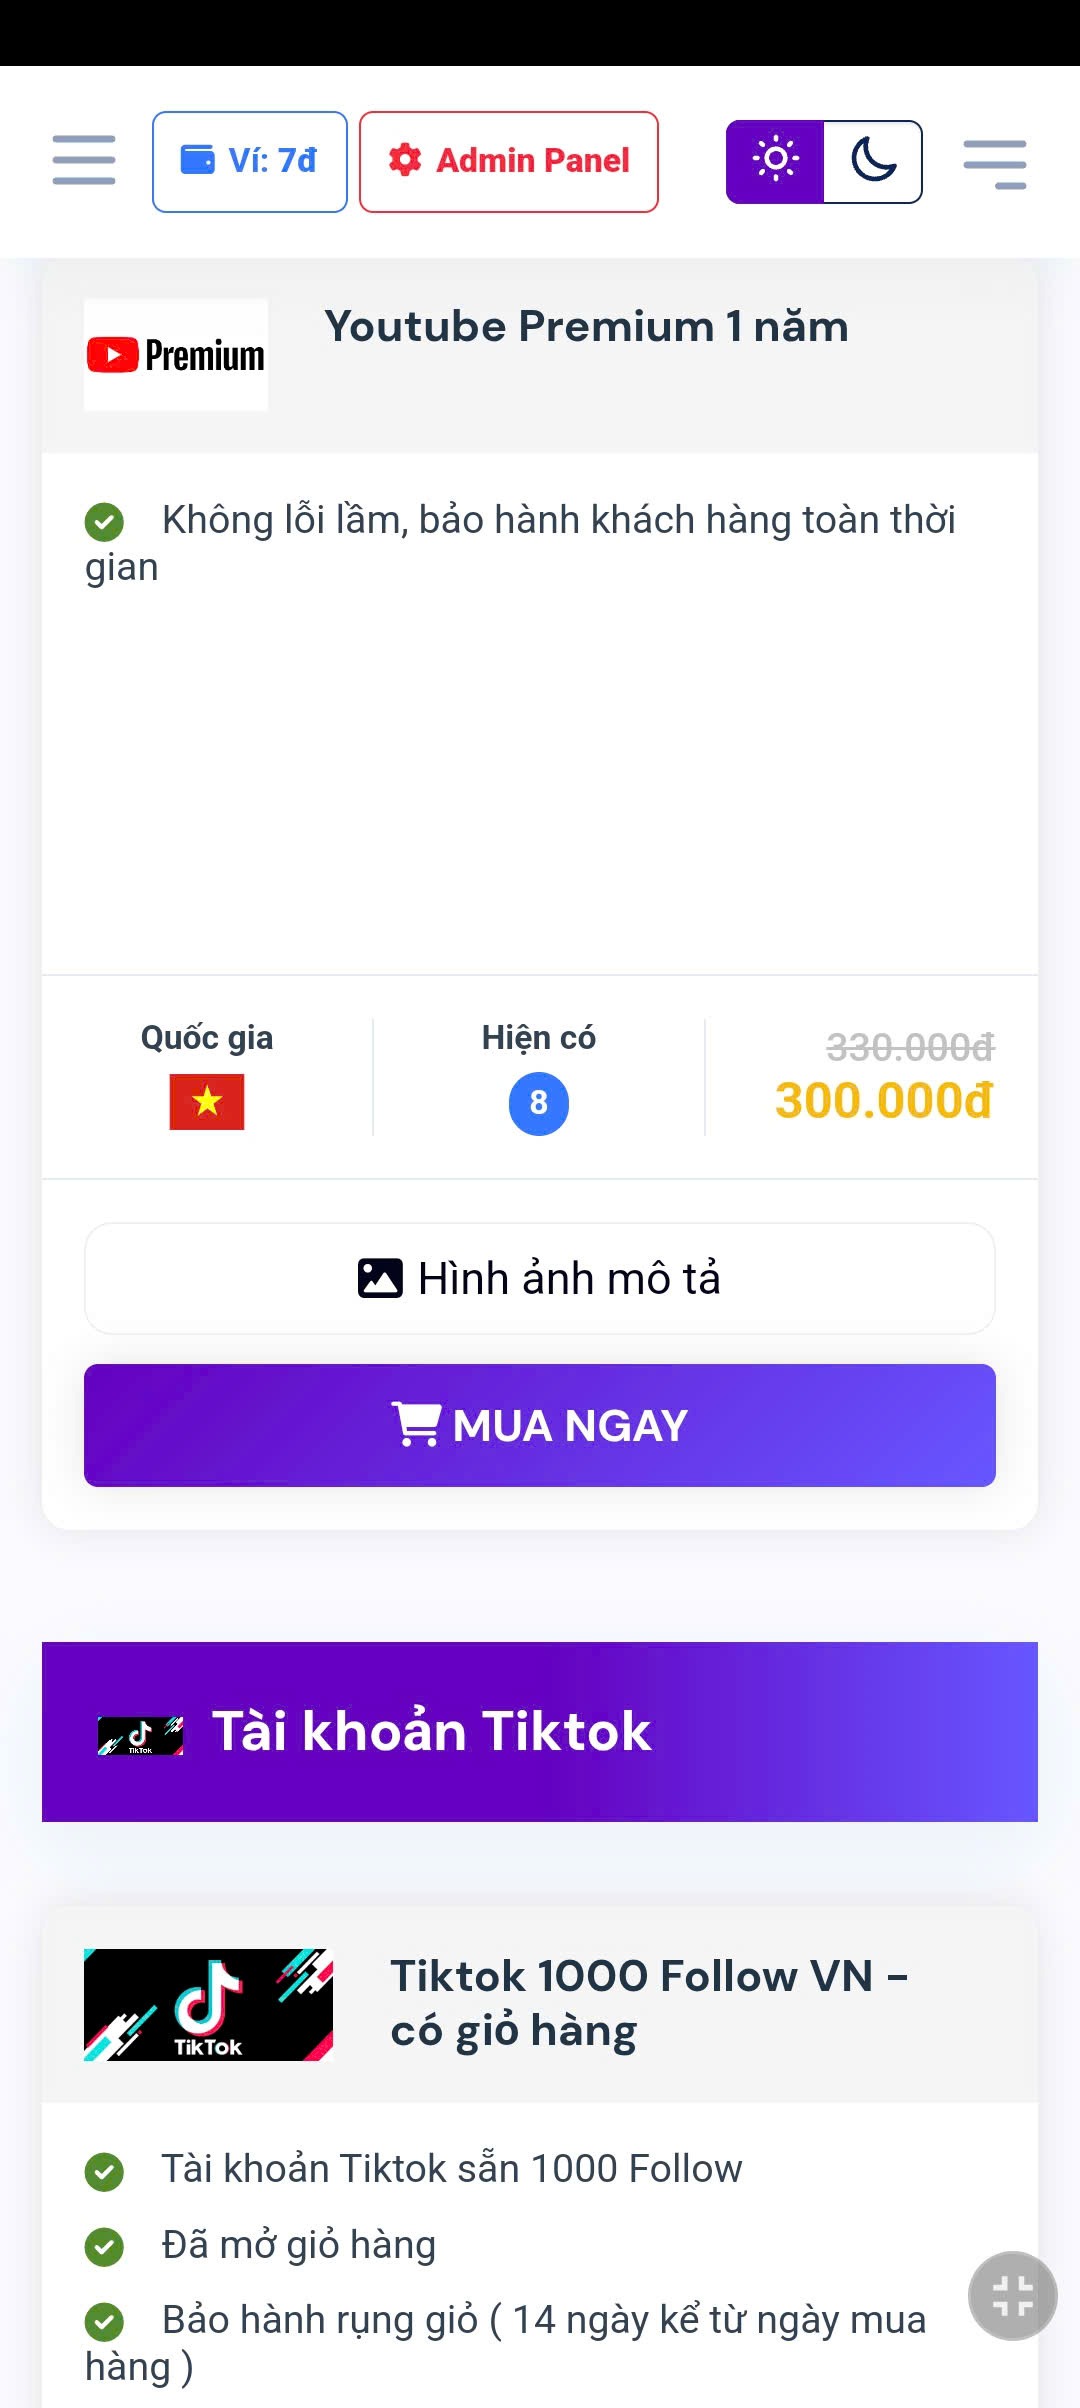 Ví: 7đ
Admin Panel
Premium
Youtube Premium 1 năm
Không lỗi lầm, bảo hành khách hàng toàn thời
gian
Quốc gia
Hiện có
8
330.000đ
300.000đ
Hình ảnh mô tả
MUA NGAY
TikTok
Tài khoản Tiktok
TikTok
Tiktok 1000 Follow VN -
có giỏ hàng
Tài khoản Tiktok sẵn 1000 Follow
Đã mở giỏ hàng
Bảo hành rụng giỏ ( 14 ngày kể từ ngày mua
hàng )